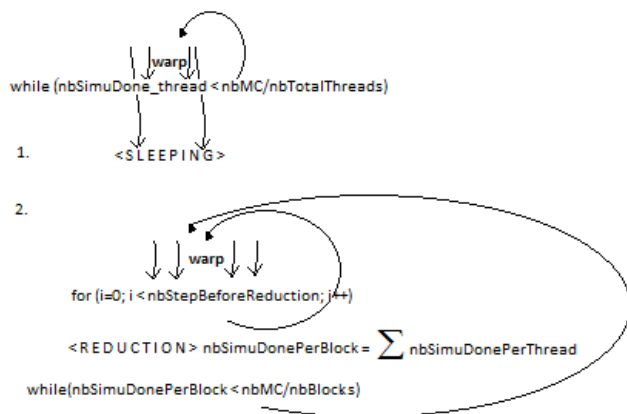 warp
while (nbSimuDone_thread < nbMC/nbTotalThreads)
1. <SLEEPING>
2.
warp
for (i=0; i < nbStepBeforeReduction; i++)
<REDUCTION> nbSimuDonePerBlock = ∑ nbSimuDonePerThread
while(nbSimuDonePerBlock < nbMC/nbBlocks)